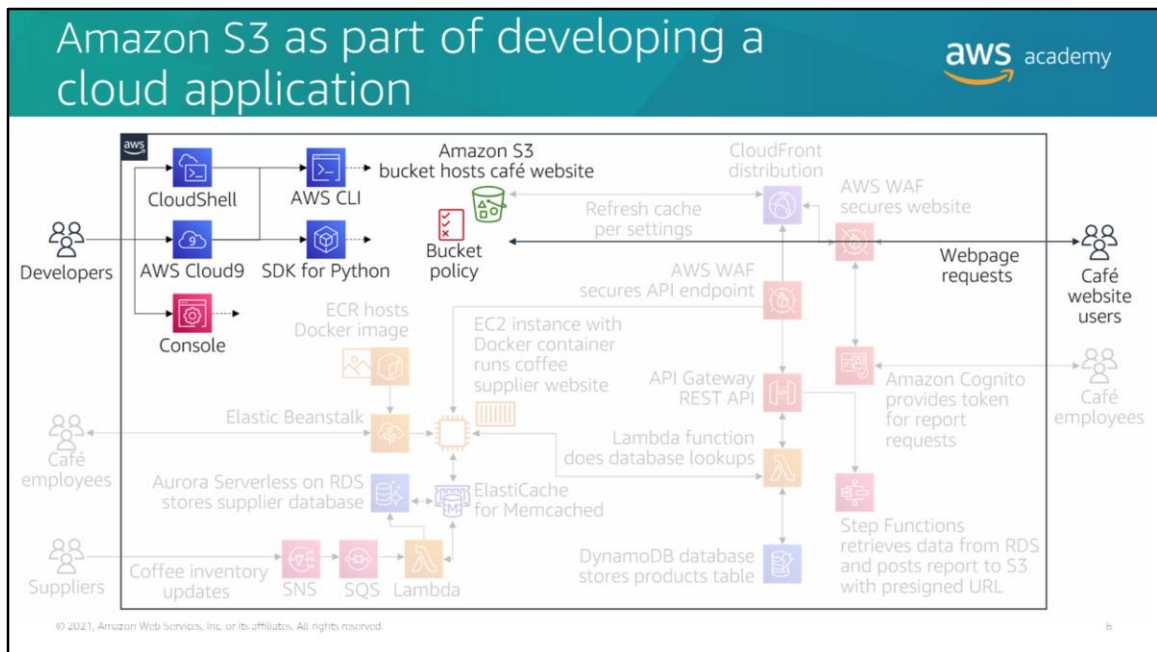 Amazon S3 as part of developing a
cloud application
aws academy
aws
CloudShell
AWS CLI
Developers
AWS Cloud9
9
SDK for Python
Console
Amazon S3
bucket hosts café website
Bucket
policy
Refresh cache
per settings
CloudFront
distribution
AWS WAF
secures website
Webpage
requests
Café
website
users
AWS WAF
secures API endpoint
ECR hosts
Docker image
EC2 instance with
Docker container
runs coffee
supplier website
API Gateway
REST API
Amazon Cognito
provides token
for report
requests
Café
employees
Café
employees
Elastic Beanstalk
Lambda function
does database lookups
Aurora Serverless on RDS
stores supplier database
M
ElastiCache
for Memcached
DynamoDB database
stores products table
Step Functions
retrieves data from RDS
and posts report to S3
with presigned URL
Suppliers
Coffee inventory
updates
SNS
SQS
Lambda
© 2021, Amazon Web Services, Inc. or its affiliates. All rights reserved.
6